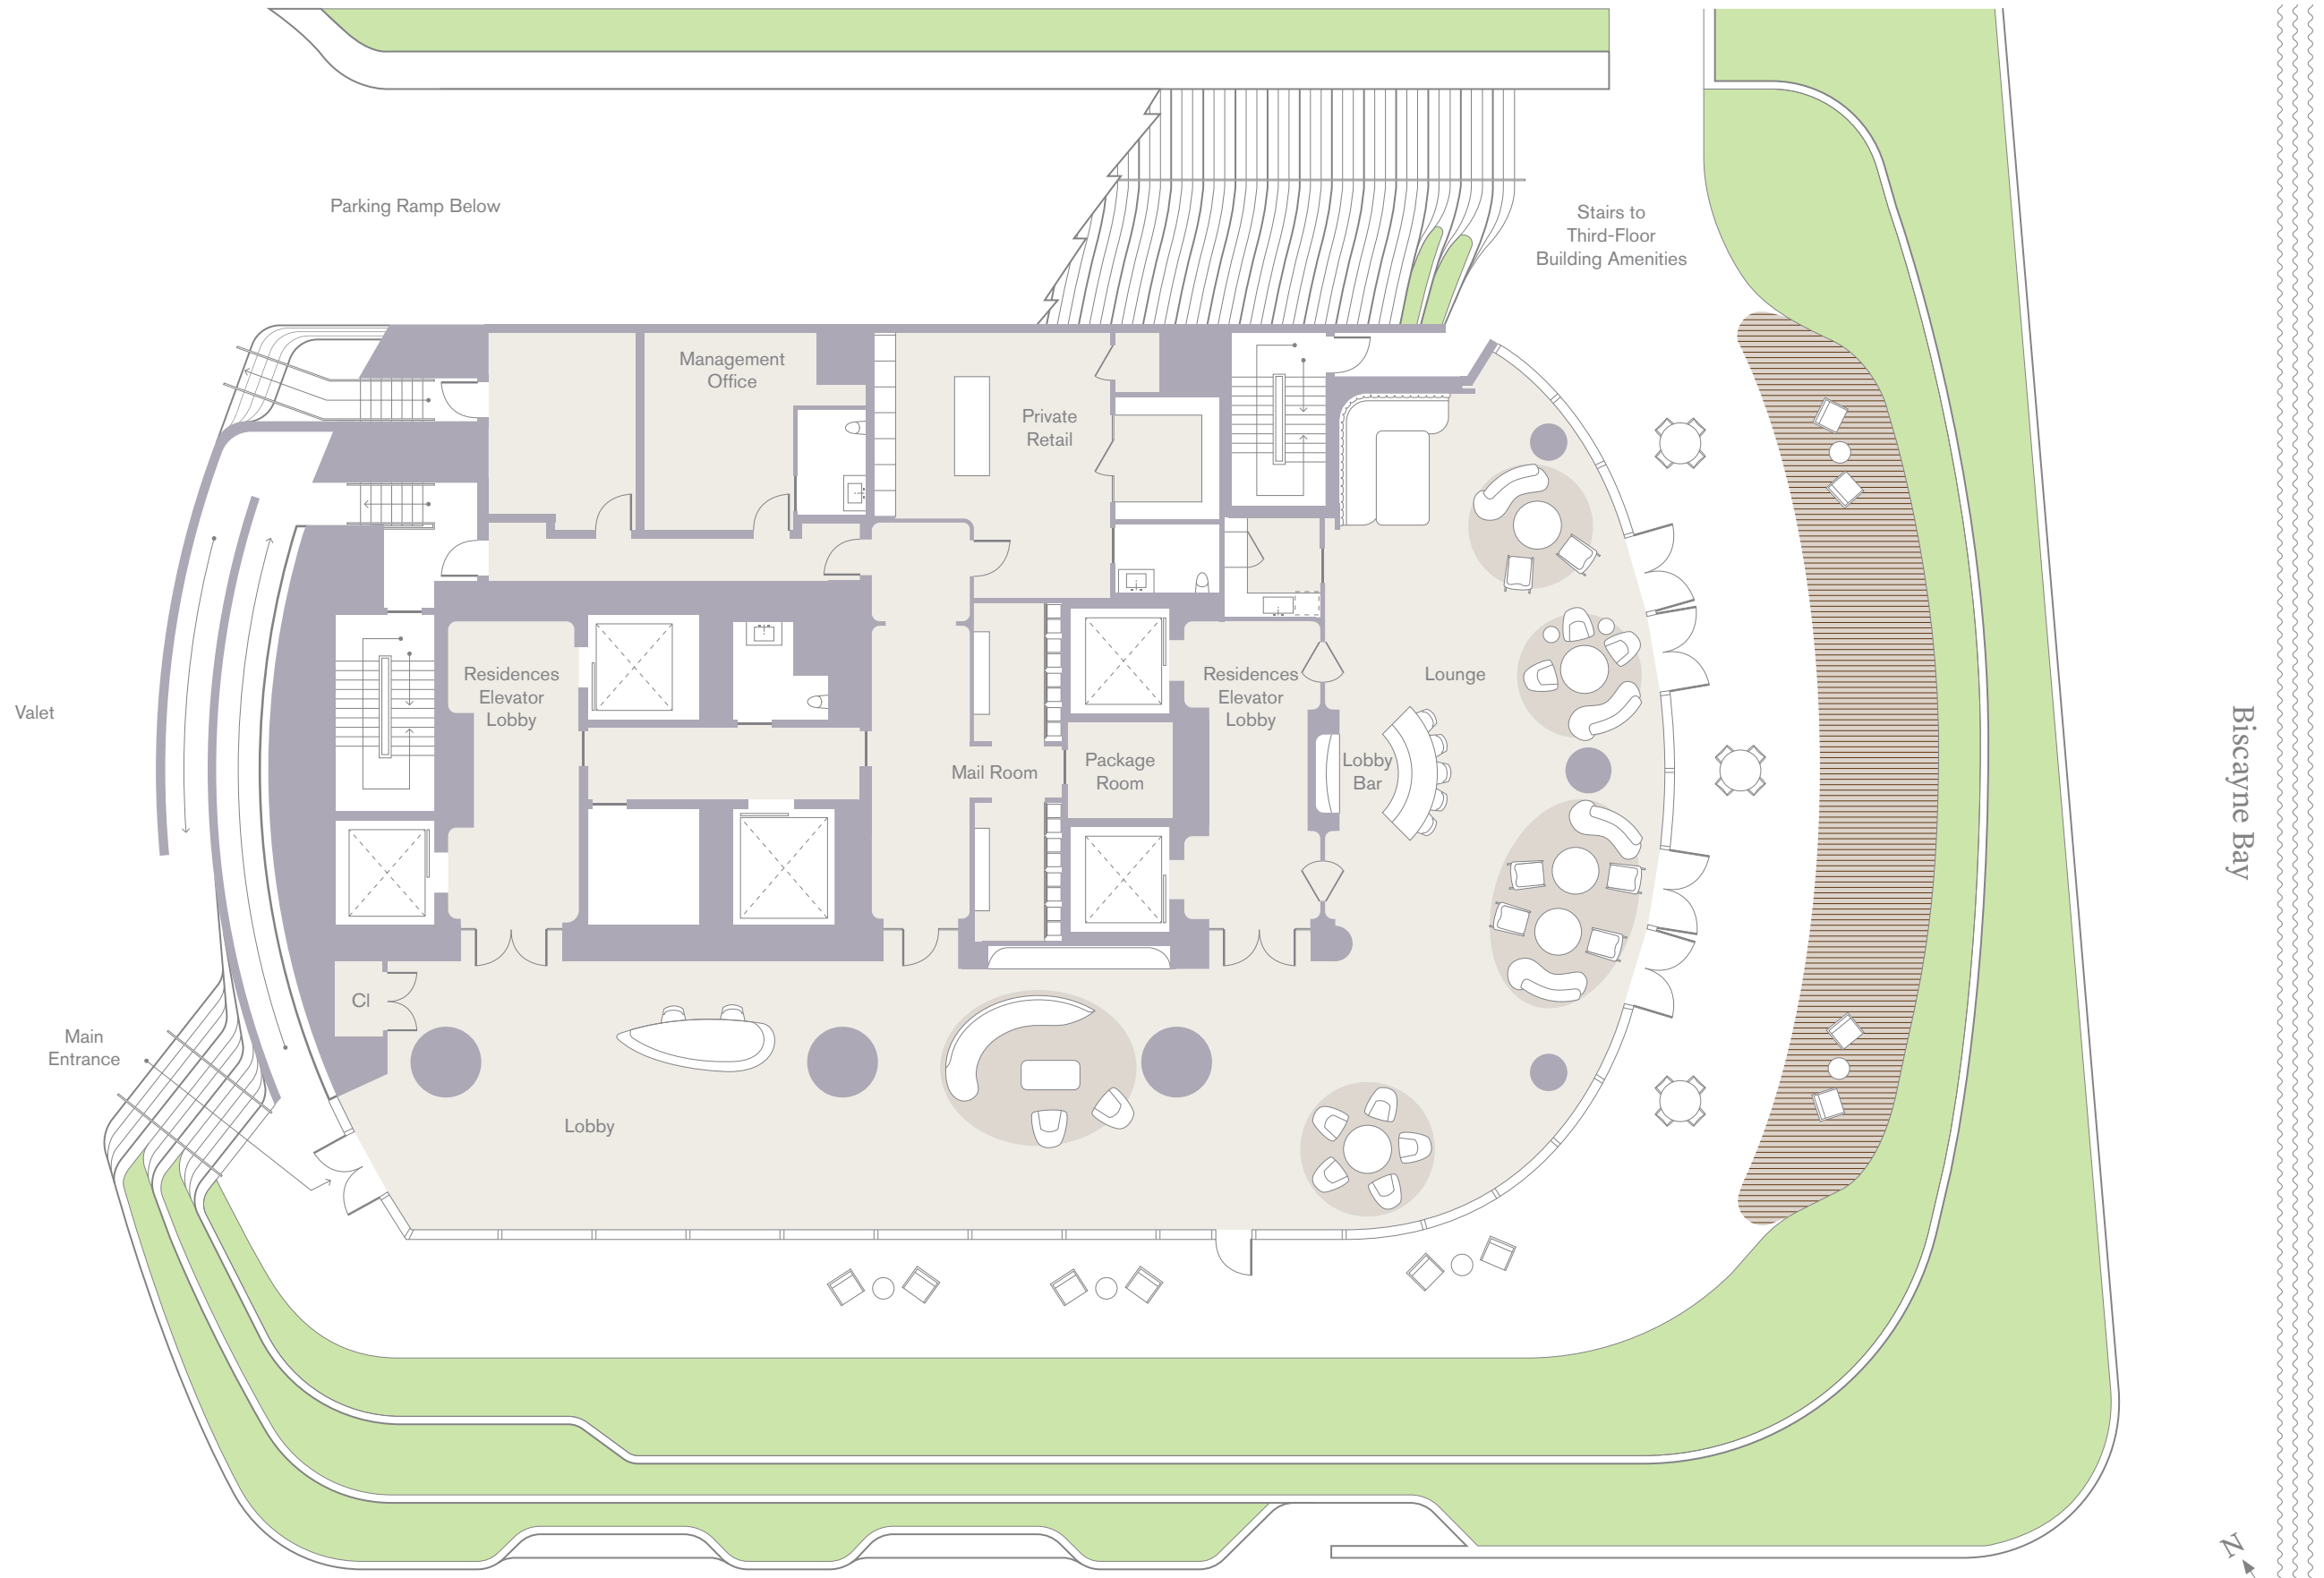 Parking Ramp Below
Stairs to
Third-Floor
Building Amenities
Management
Office
Private
Retail
Residences
Elevator
Lobby
Residences
Elevator
Lobby
Lounge
Valet
Mail Room
Package
Room
Lobby
Bar
Biscayne Bay
Cl
Main
Entrance
Lobby
N